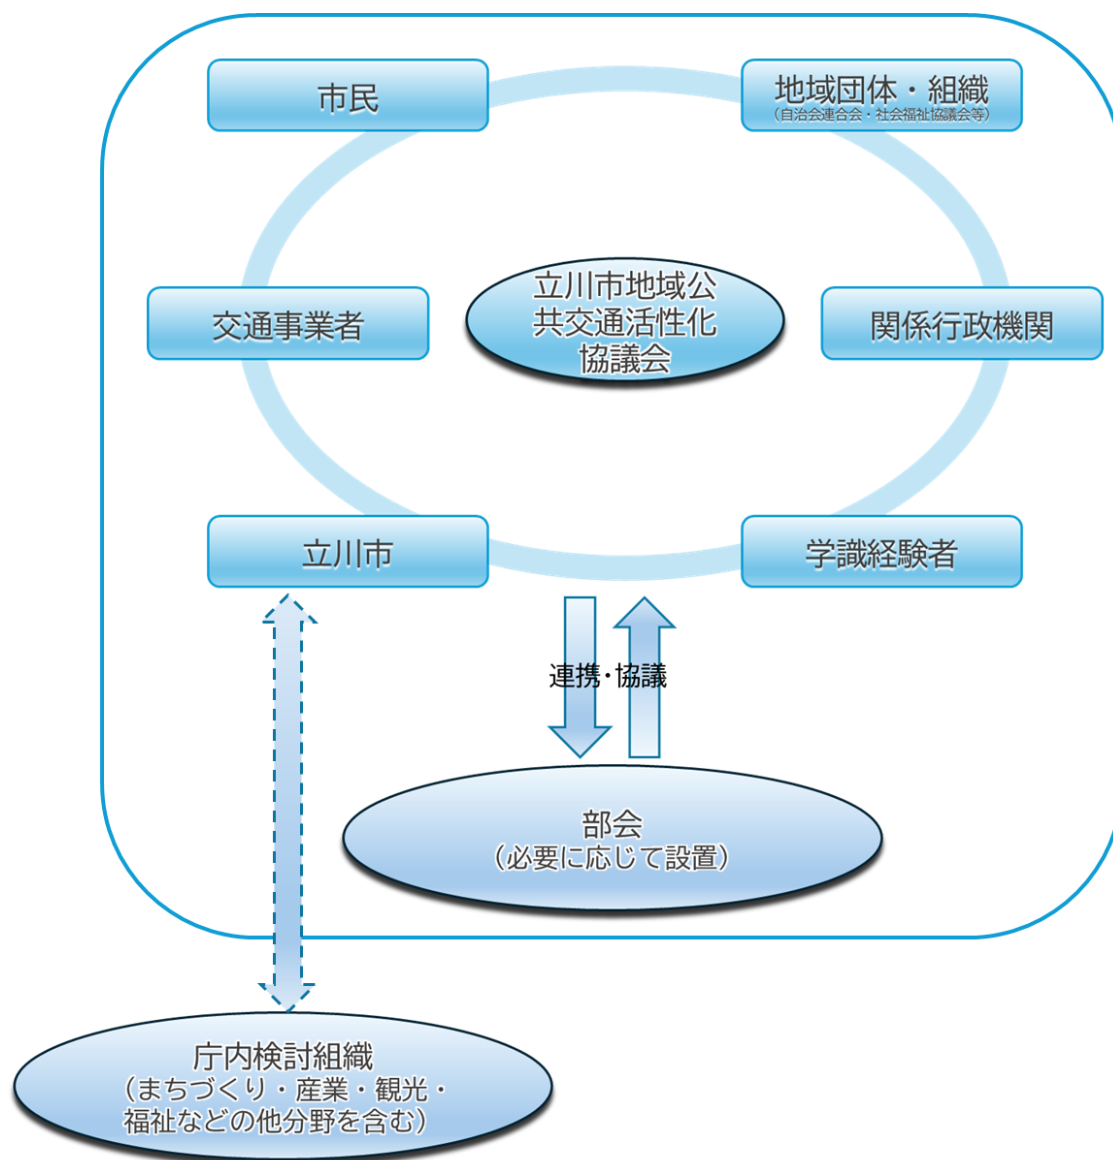 市民
地域団体・組織
（自治会連合会・社会福祉協議会等）
立川市地域公
共交通活性化
協議会
交通事業者
関係行政機関
立川市
学識経験者
連携･協議
部会
（必要に応じて設置）
庁内検討組織
（まちづくり・産業・観光・
福祉などの他分野を含む）